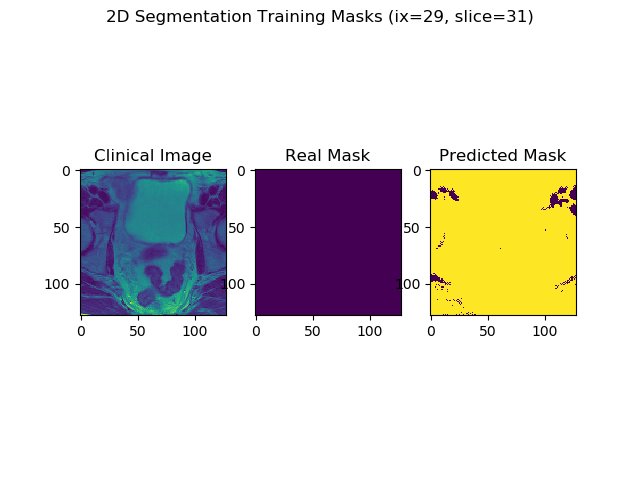 2D Segmentation Training Masks (ix=29, slice=31)
Clinical Image Real Mask Predicted Mask
0 0 0
50 50 50
100 100 100
0 50 100 0 50 100 0 50 100